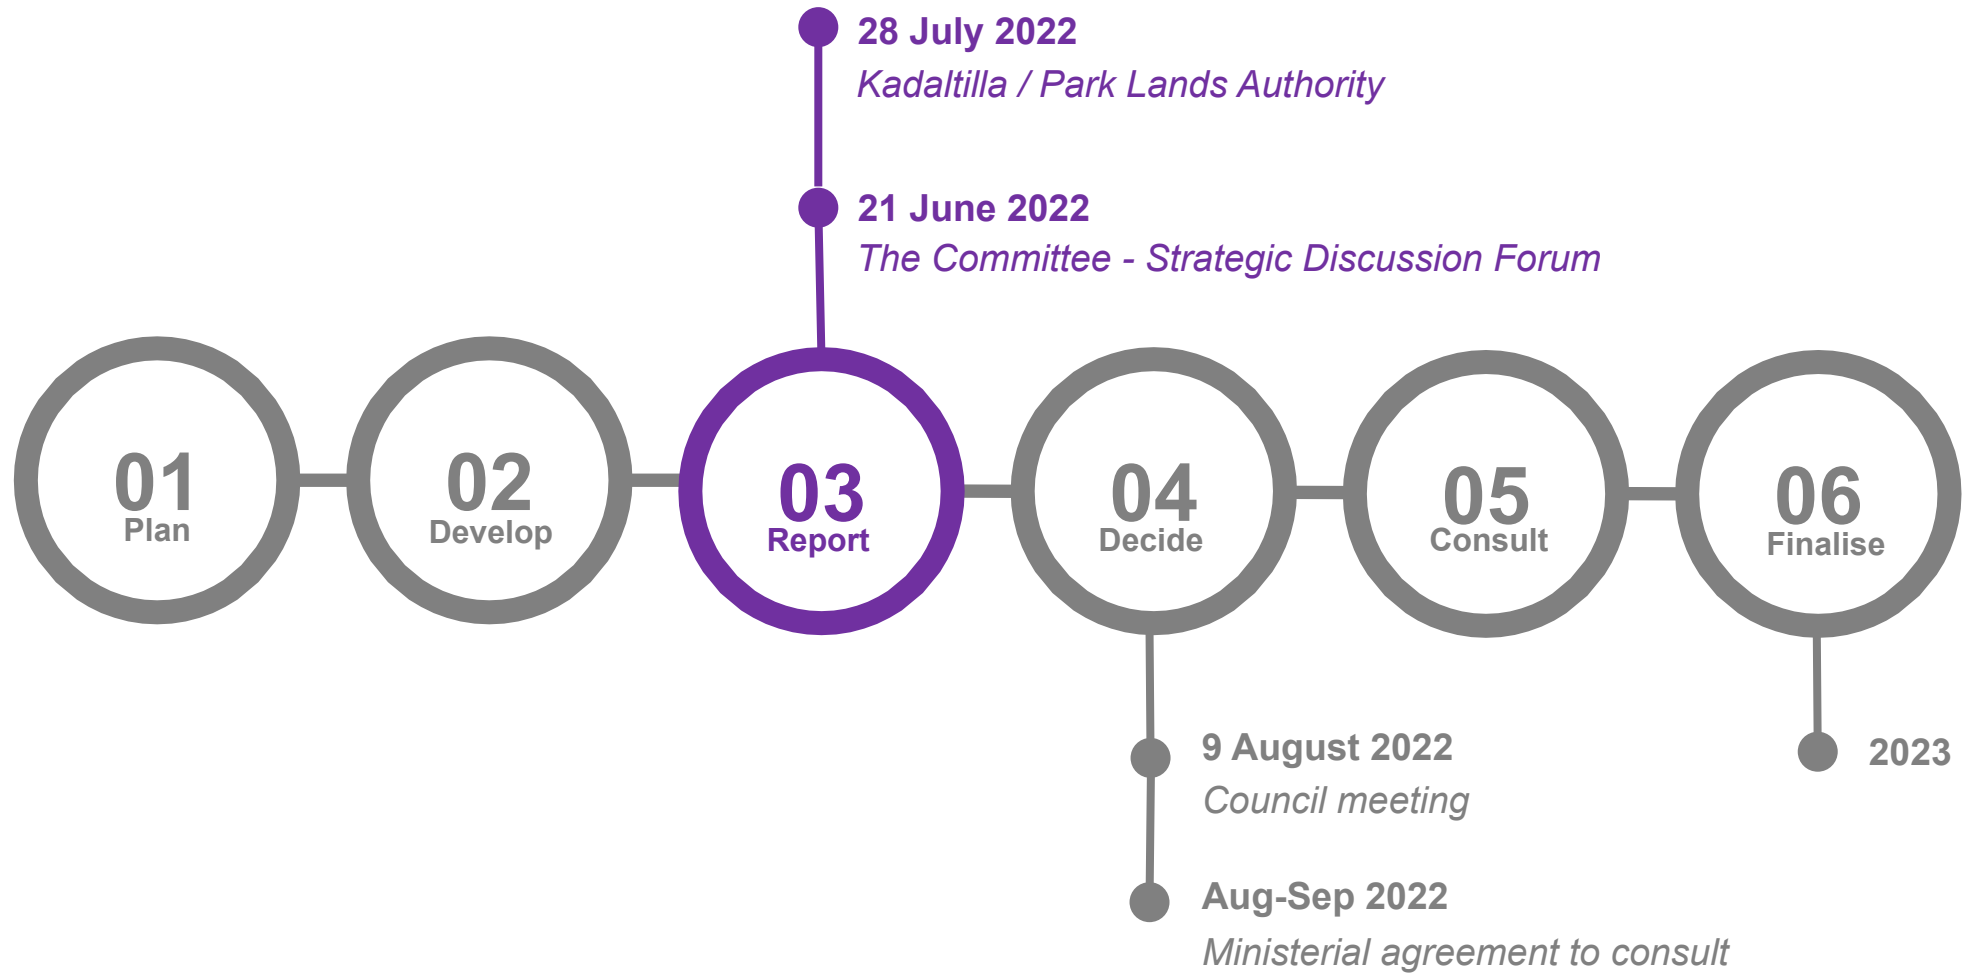 28 July 2022
Kadaltilla / Park Lands Authority
21 June 2022
The Committee - Strategic Discussion Forum
01
Plan
02
Develop
03
Report
04
Decide
05
Consult
06
Finalise
9 August 2022
Council meeting
Aug-Sep 2022
Ministerial agreement to consult
2023